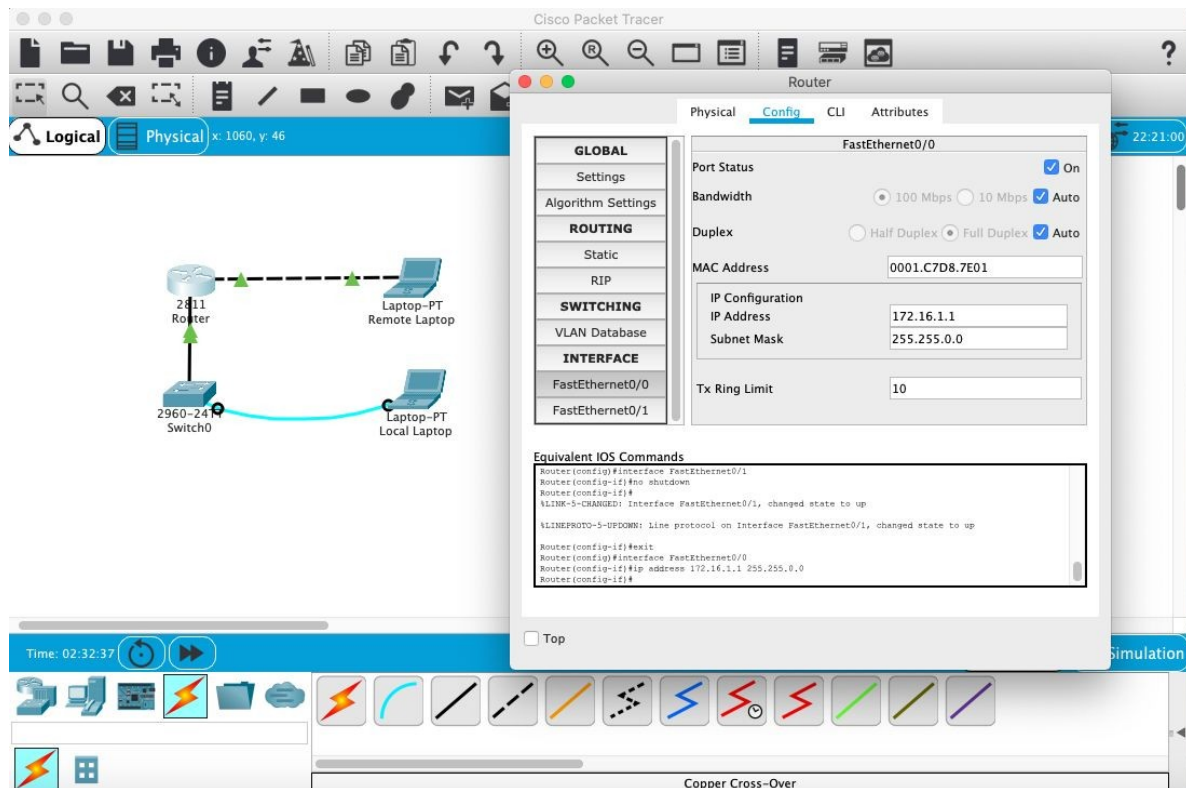 Cisco Packet Tracer
Router
Physical Config CLI Attributes
Logical Physical x: 1060, y: 46
22:21:00
GLOBAL
Settings
Algorithm Settings
ROUTING
Static
RIP
SWITCHING
VLAN Database
INTERFACE
FastEthernet0/0
FastEthernet0/1
FastEthernet0/0
Port Status On
Bandwidth 100 Mbps 10 Mbps Auto
Duplex Half Duplex Full Duplex Auto
MAC Address 0001.C7D8.7E01
IP Configuration
IP Address 172.16.1.1
Subnet Mask 255.255.0.0
Tx Ring Limit 10
2811
Router
Laptop-PT
Remote Laptop
Switch0
Laptop-PT
Local Laptop
Equivalent IOS Commands
Router(config)#interface FastEthernet0/1
Router(config-if)#no shutdown
Router(config-if)#
%LINK-5-CHANGED: Interface FastEthernet0/1, changed state to up
%LINEPROTO-5-UPDOWN: Line protocol on Interface FastEthernet0/1, changed state to up
Router(config-if)#exit
Router(config)#interface FastEthernet0/0
Router(config-if)#ip address 172.16.1.1 255.255.0.0
Router(config-if)#
Top
Time: 02:32:37
Simulation
Copper Cross-Over